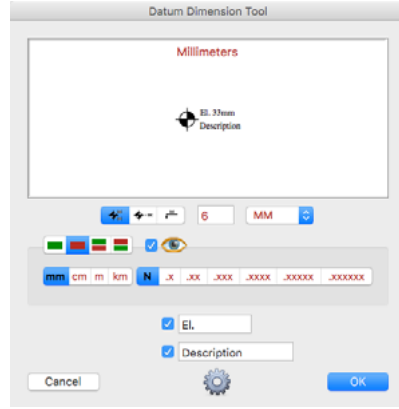 Datum Dimension Tool
Millimeters
El. 33mm
Description
6 MM
mm cm m km N .x .xx .xxx .xxxx .xxxxx .xxxxxx
El.
Description
Cancel OK